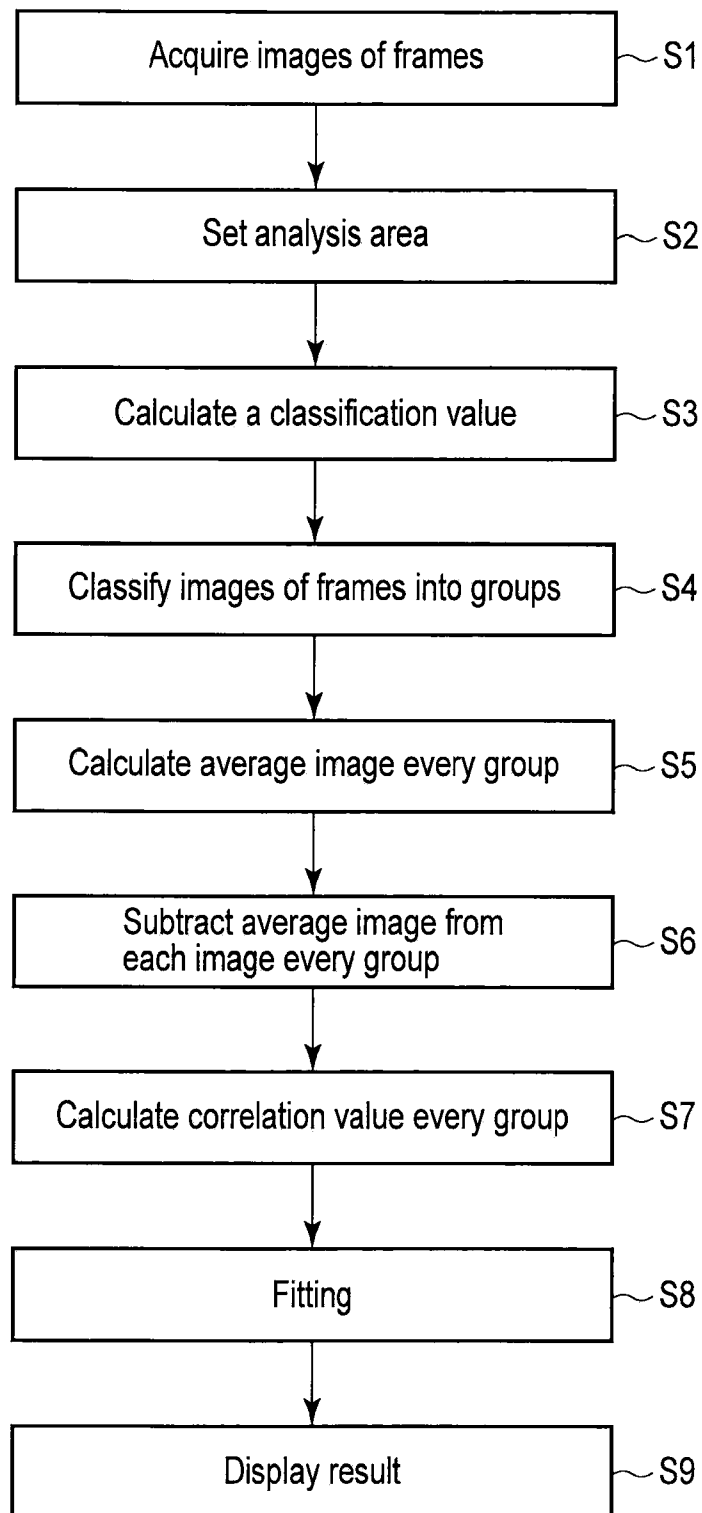 Acquire images of frames S1
Set analysis area S2
Calculate a classification value S3
Classify images of frames into groups S4
Calculate average image every group S5
Subtract average image from
each image every group S6
Calculate correlation value every group S7
Fitting S8
Display result S9